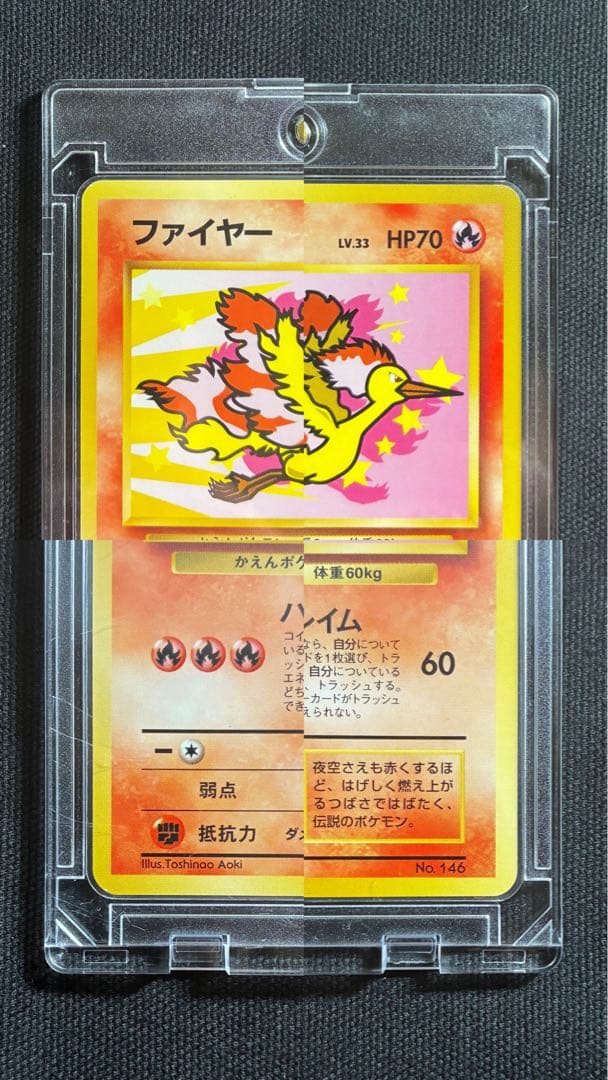 ファイヤー LV.33 HP70
かえんポケ 体重60kg
ハ レイム 60
コイ なら、自分について
いる ドを1枚選び、トラ
ッシ 自分についている
エネ 、トラッシュする。
どち ーカードがトラッシュ
でき えられない。
夜空さえも赤くするほ
ど、はげしく燃え上が
るつばさではばたく、
伝説のポケモン。
弱点
抵抗力 ダメ
Illus.Toshinao Aoki No. 146